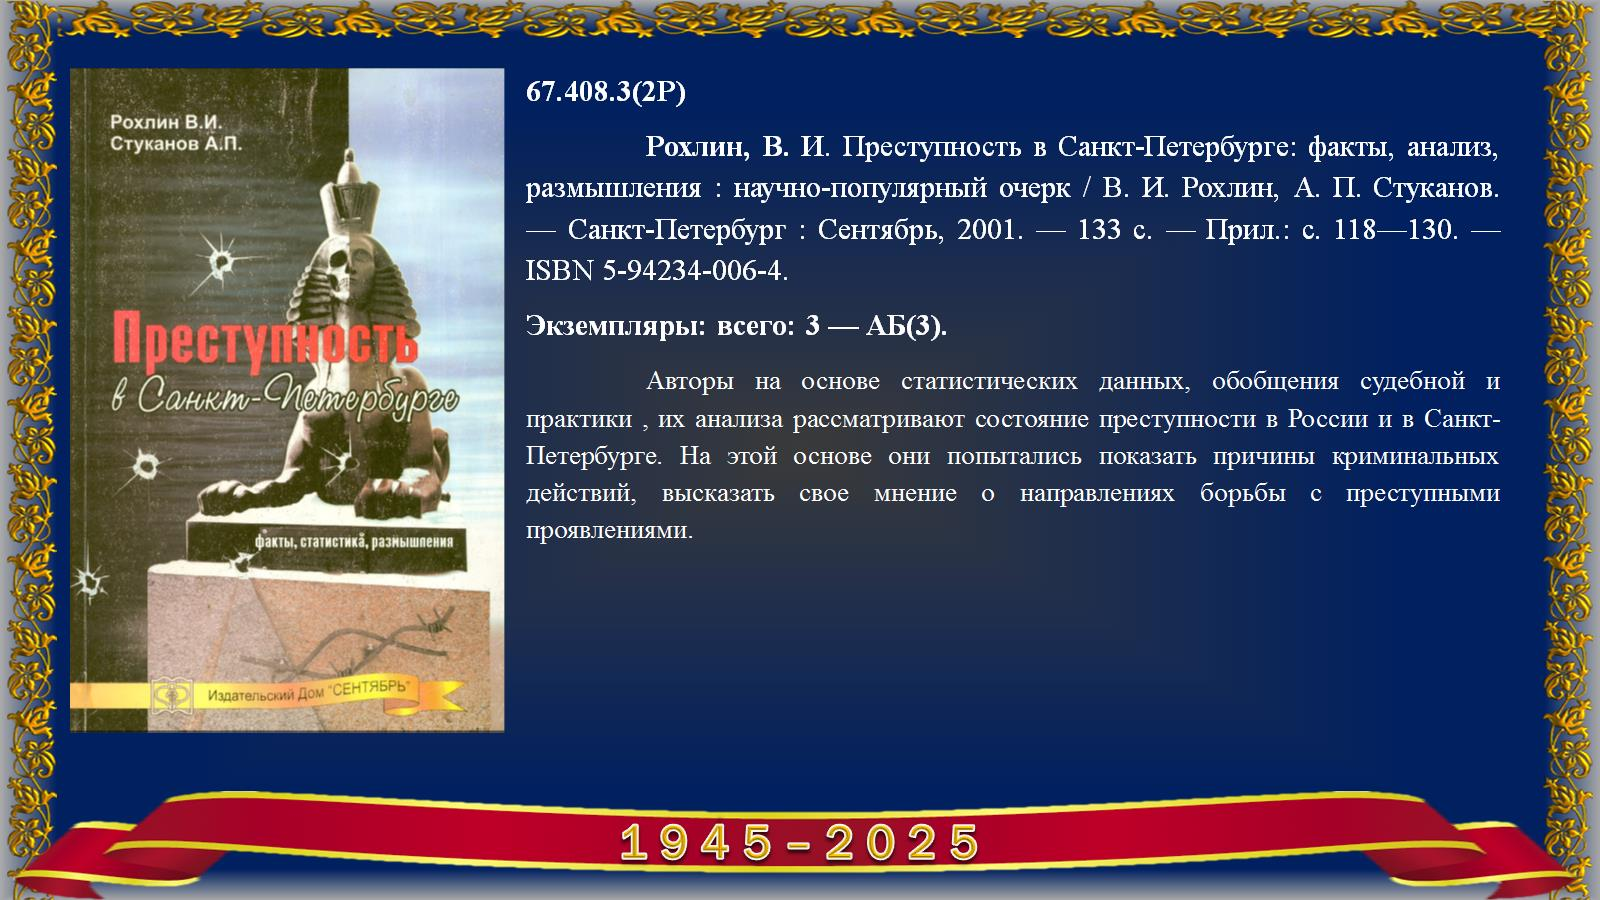 Рохлин В.И.
Стуканов А.П.
Преступность
в Санкт-Петербурге
факты, статистика, размышления
Издательский Дом "СЕНТЯБРЬ"
67.408.3(2Р)
Рохлин, В. И. Преступность в Санкт-Петербурге: факты, анализ,
размышления : научно-популярный очерк / В. И. Рохлин, А. П. Стуканов.
— Санкт-Петербург : Сентябрь, 2001. — 133 с. — Прил.: с. 118—130. —
ISBN 5-94234-006-4.
Экземпляры: всего: 3 — АБ(3).
Авторы на основе статистических данных, обобщения судебной и
практики , их анализа рассматривают состояние преступности в России и в Санкт-
Петербурге. На этой основе они попытались показать причины криминальных
действий, высказать свое мнение о направлениях борьбы с преступными
проявлениями.
1945–2025